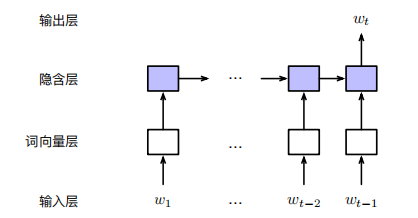 输出层 w_t
隐含层 ...
词向量层 ...
输入层 w_1 ... w_{t-2} w_{t-1}